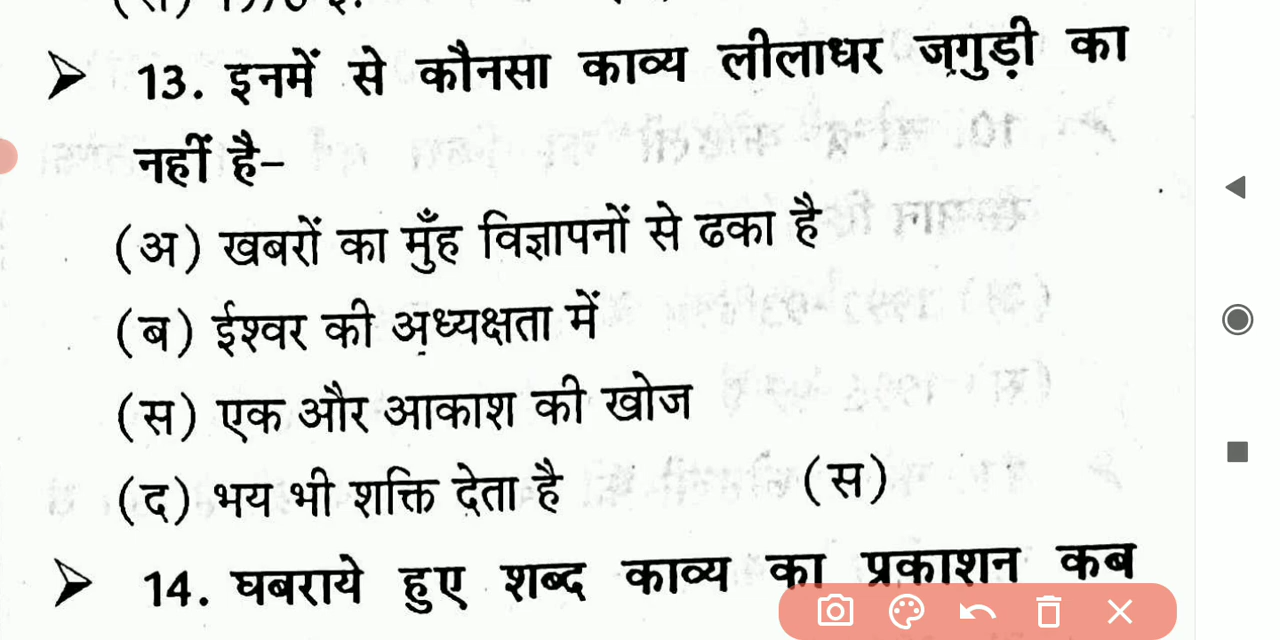 13. इनमें से कौनसा काव्य लीलाधर जगुड़ी का
नहीं है-
(अ) खबरों का मुँह विज्ञापनों से ढका है
(ब) ईश्वर की अध्यक्षता में
(स) एक और आकाश की खोज
(द) भय भी शक्ति देता है (स)
14. घबराये हुए शब्द काव्य का प्रकाशन कब